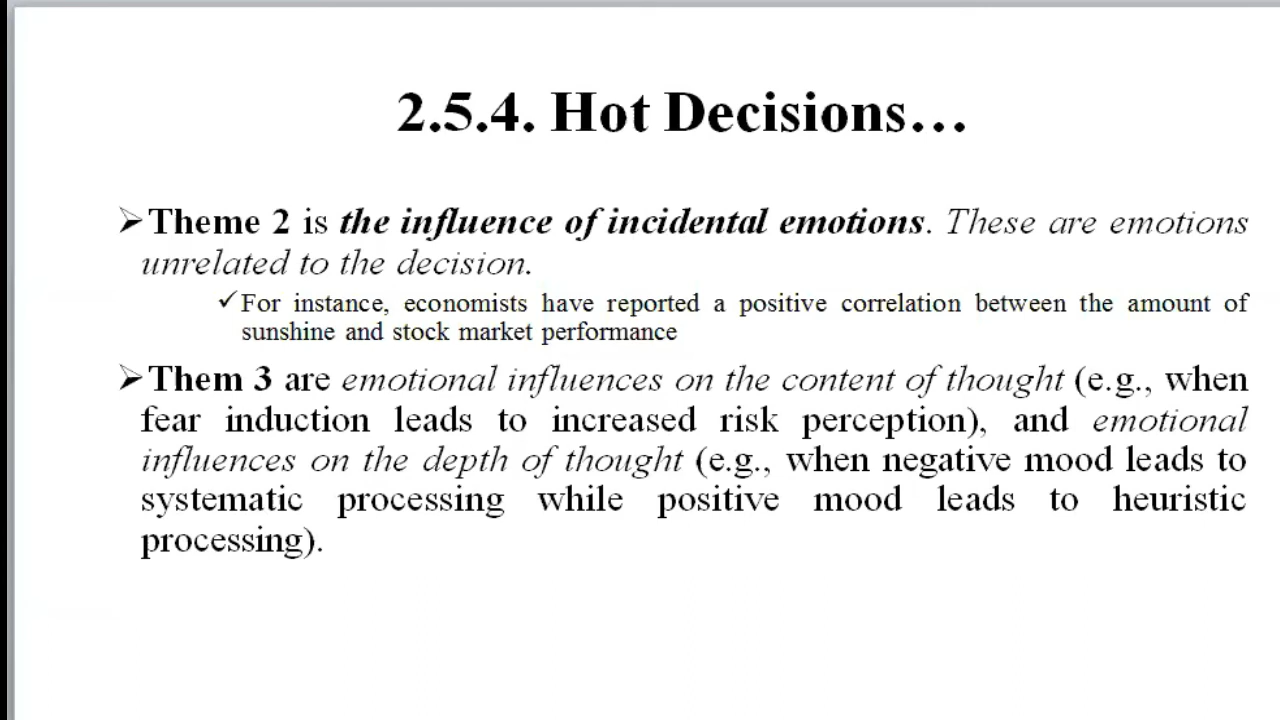 2.5.4. Hot Decisions…
➢Theme 2 is the influence of incidental emotions. These are emotions
unrelated to the decision.
✓For instance, economists have reported a positive correlation between the amount of
sunshine and stock market performance
➢Them 3 are emotional influences on the content of thought (e.g., when
fear induction leads to increased risk perception), and emotional
influences on the depth of thought (e.g., when negative mood leads to
systematic processing while positive mood leads to heuristic
processing).